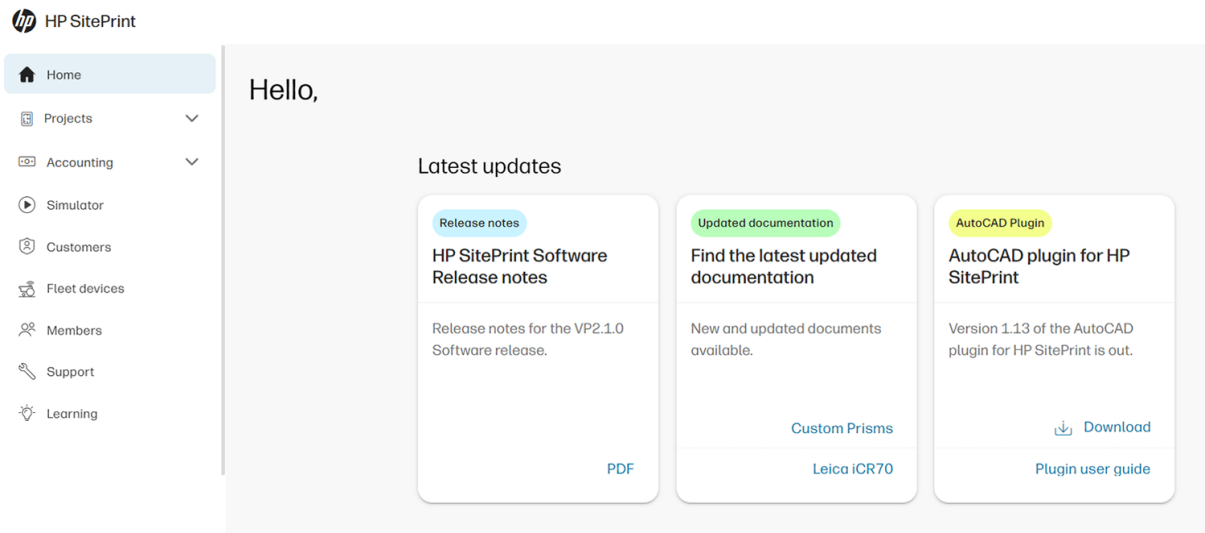 hp HP SitePrint
Home
Projects
Accounting
Simulator
Customers
Fleet devices
Members
Support
Learning
Hello,
Latest updates
Release notes
HP SitePrint Software
Release notes
Release notes for the VP2.1.0
Software release.
PDF
Updated documentation
Find the latest updated
documentation
New and updated documents
available.
Custom Prisms
Leica iCR70
AutoCAD Plugin
AutoCAD plugin for HP
SitePrint
Version 1.13 of the AutoCAD
plugin for HP SitePrint is out.
Download
Plugin user guide